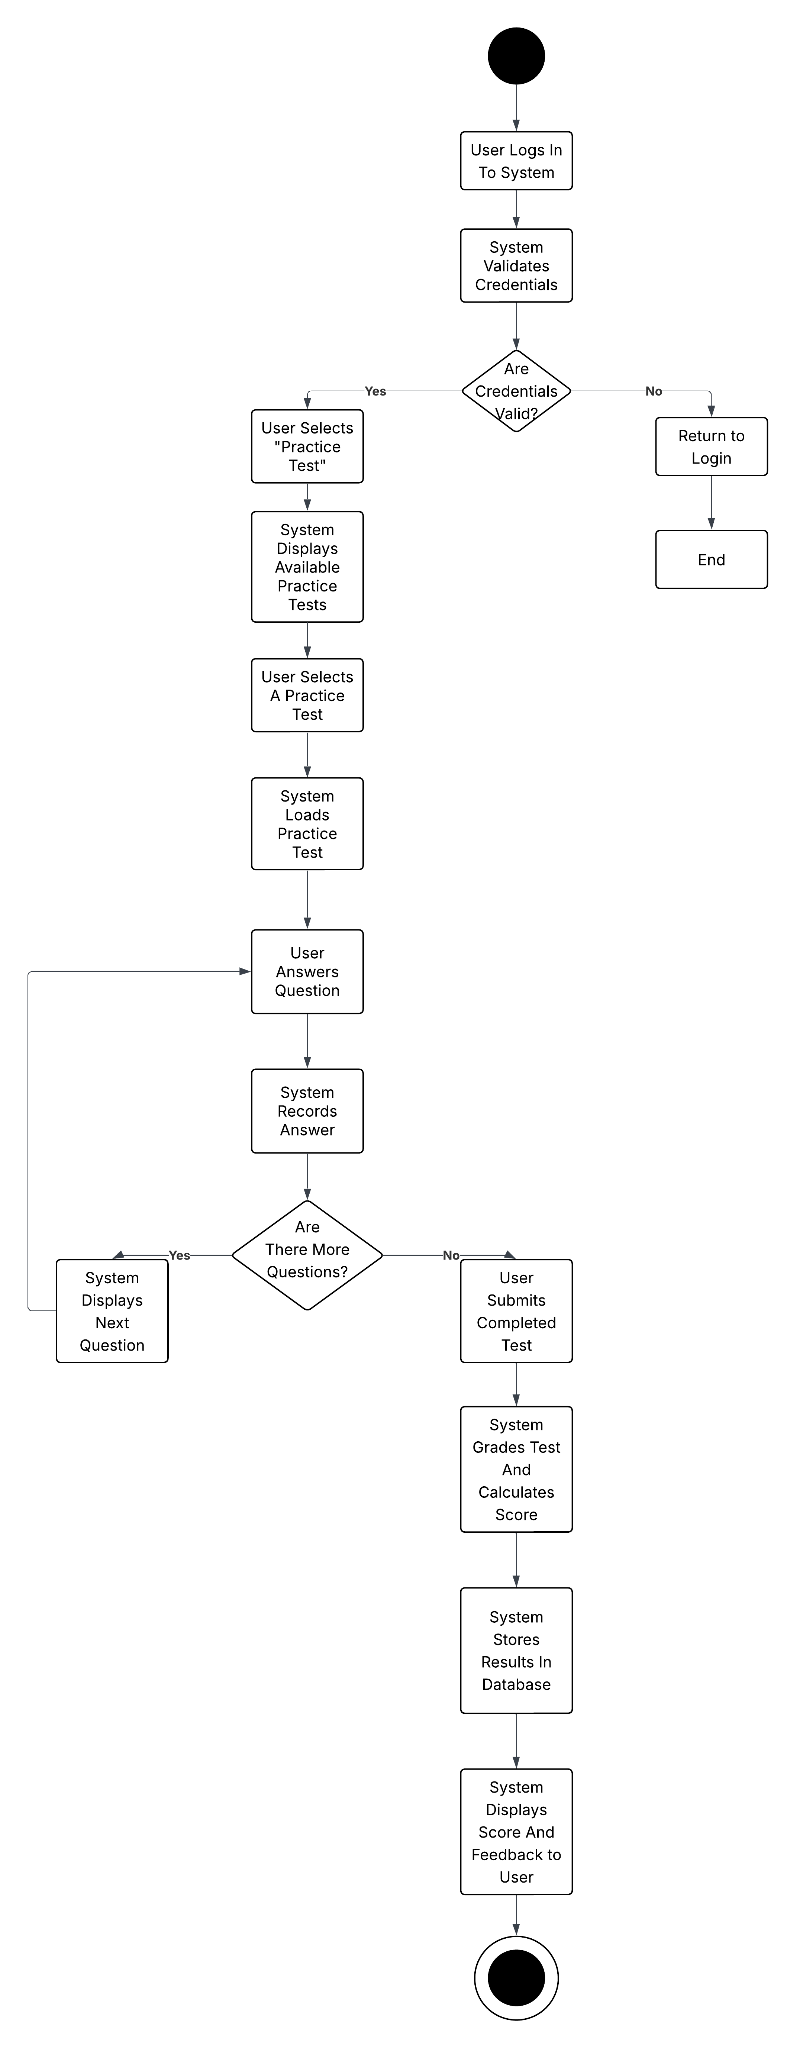 User Logs In
To System
System
Validates
Credentials
Are
Credentials
Valid?
Yes
No
User Selects
"Practice
Test"
Return to
Login
System
Displays
Available
Practice
Tests
End
User Selects
A Practice
Test
System
Loads
Practice
Test
User
Answers
Question
System
Records
Answer
Are
There More
Questions?
Yes
No
System
Displays
Next
Question
User
Submits
Completed
Test
System
Grades Test
And
Calculates
Score
System
Stores
Results In
Database
System
Displays
Score And
Feedback to
User